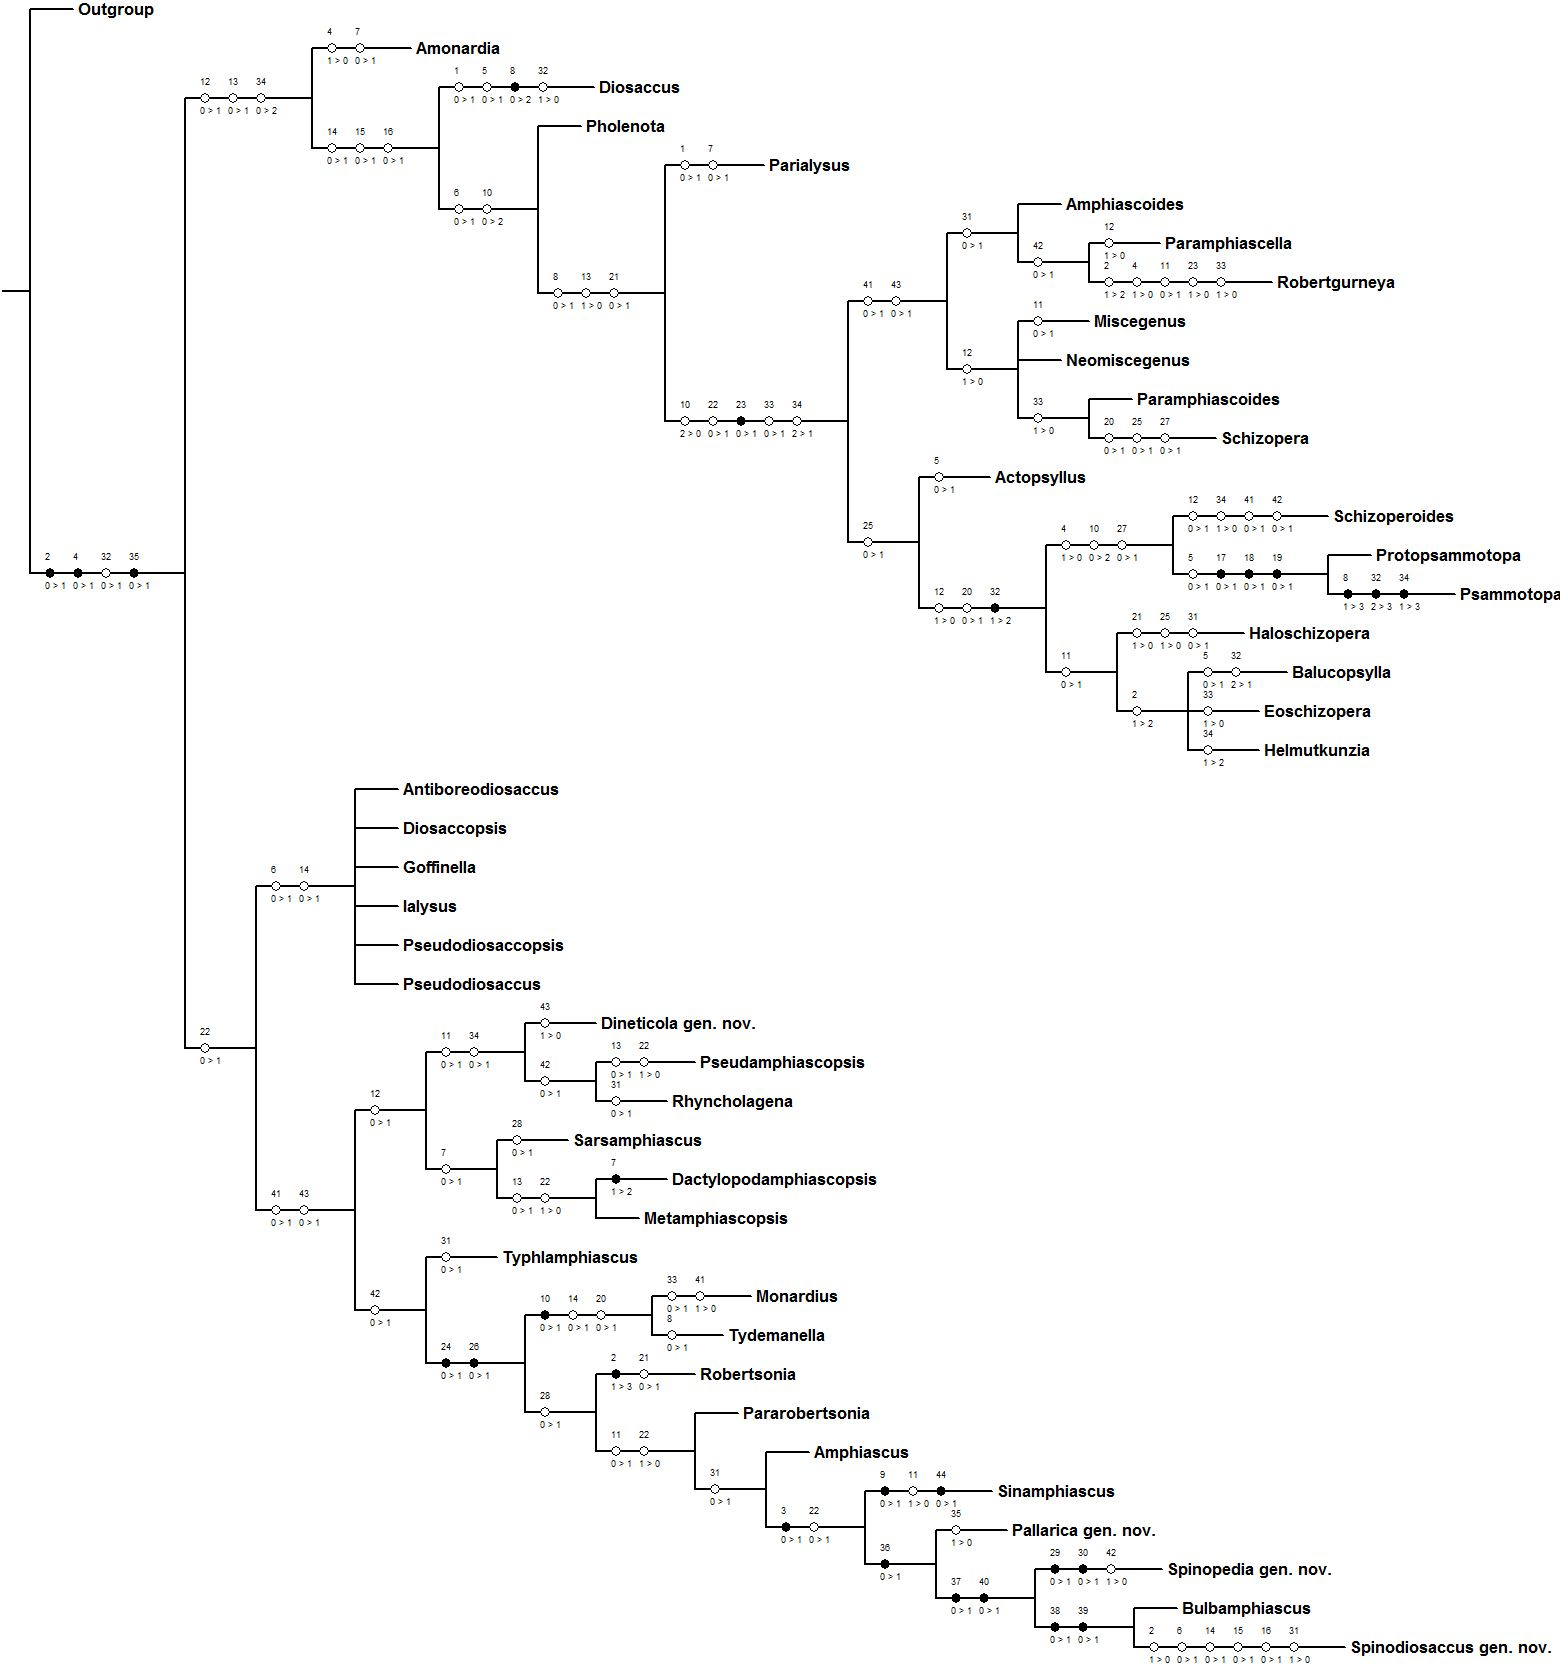 Outgroup
4 7
Amonardia
1 > 0 0 > 1
12 13 34
0 > 1 0 > 1 0 > 2
1 5 8 32
Diosaccus
0 > 1 0 > 1 0 > 2 1 > 0
14 15 16
0 > 1 0 > 1 0 > 1
Pholenota
1 7
Parialysus
0 > 1 0 > 1
6 10
0 > 1 0 > 2
Amphiascoides
31
0 > 1
12
Paramphiascella
1 > 0
42
0 > 1
2 4 11 23 33
Robertgurneya
1 > 2 1 > 0 0 > 1 1 > 0 1 > 0
8 13 21
0 > 1 1 > 0 0 > 1
41 43
0 > 1 0 > 1
11
Miscegenus
0 > 1
12
1 > 0
Neomiscegenus
Paramphiascoides
33
1 > 0
10 22 23 33 34
2 > 0 0 > 1 0 > 1 0 > 1 2 > 1
20 25 27
Schizopera
0 > 1 0 > 1 0 > 1
5
Actopsyllus
0 > 1
25
0 > 1
12 34 41 42
Schizoperoides
0 > 1 1 > 0 0 > 1 0 > 1
4 10 27
1 > 0 0 > 2 0 > 1
Protopsammotopa
5 17 18 19
0 > 1 0 > 1 0 > 1 0 > 1
8 32 34
Psammotopa
1 > 3 2 > 3 1 > 3
2 4 32 35
0 > 1 0 > 1 0 > 1 0 > 1
12 20 32
1 > 0 0 > 1 1 > 2
21 25 31
Haloschizopera
1 > 0 1 > 0 0 > 1
11
0 > 1
5 32
Balucopsylla
0 > 1 2 > 1
2
1 > 2
33
Eoschizopera
1 > 0
34
Helmutkunzia
1 > 2
Antiboreodiosaccus
Diosaccopsis
Goffinella
6 14
0 > 1 0 > 1
Ialysus
Pseudodiosaccopsis
Pseudodiosaccus
22
0 > 1
43
Dineticola gen. nov.
1 > 0
11 34
0 > 1 0 > 1
13 22
Pseudamphiascopsis
0 > 1 1 > 0
42
0 > 1
31
Rhyncholagena
0 > 1
12
0 > 1
28
Sarsamphiascus
0 > 1
7
0 > 1
7
Dactylopodamphiascopsis
1 > 2
13 22
0 > 1 1 > 0
Metamphiascopsis
41 43
0 > 1 0 > 1
31
Typhlamphiascus
0 > 1
42
0 > 1
33 41
Monardius
0 > 1 1 > 0
10 14 20
0 > 1 0 > 1 0 > 1
8
Tydemanella
0 > 1
24 26
0 > 1 0 > 1
2 21
Robertsonia
1 > 3 0 > 1
28
0 > 1
Pararobertsonia
11 22
0 > 1 1 > 0
Amphiascus
31
0 > 1
9 11 44
Sinamphiascus
0 > 1 1 > 0 0 > 1
3 22
0 > 1 0 > 1
35
Pallarica gen. nov.
1 > 0
36
0 > 1
29 30 42
Spinopedia gen. nov.
0 > 1 0 > 1 1 > 0
37 40
0 > 1 0 > 1
Bulbamphiascus
38 39
0 > 1 0 > 1
2 6 14 15 16 31
Spinodiosaccus gen. nov.
1 > 0 0 > 1 0 > 1 0 > 1 0 > 1 1 > 0